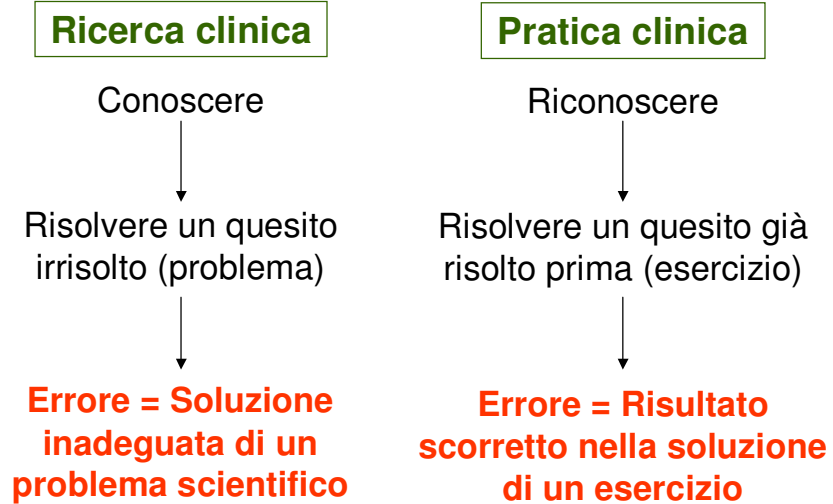 Ricerca clinica
Conoscere
Risolvere un quesito
irrisolto (problema)
Errore = Soluzione
inadeguata di un
problema scientifico
Pratica clinica
Riconoscere
Risolvere un quesito già
risolto prima (esercizio)
Errore = Risultato
scorretto nella soluzione
di un esercizio